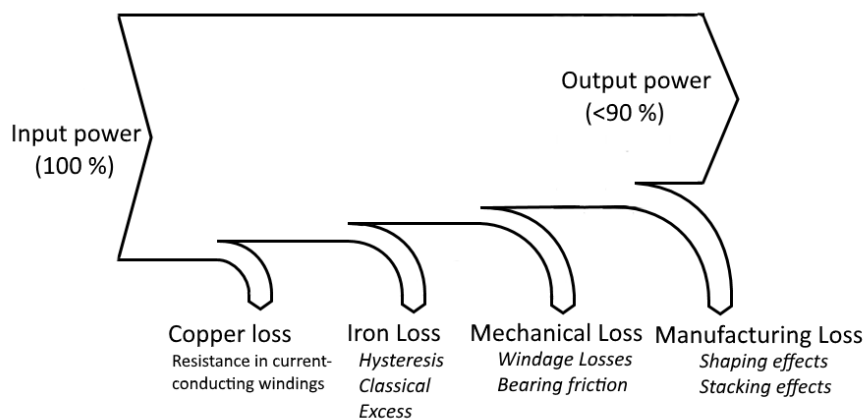 Input power
(100 %)
Output power
(<90 %)
Copper loss
Resistance in current-
conducting windings
Iron Loss
Hysteresis
Classical
Excess
Mechanical Loss
Windage Losses
Bearing friction
Manufacturing Loss
Shaping effects
Stacking effects